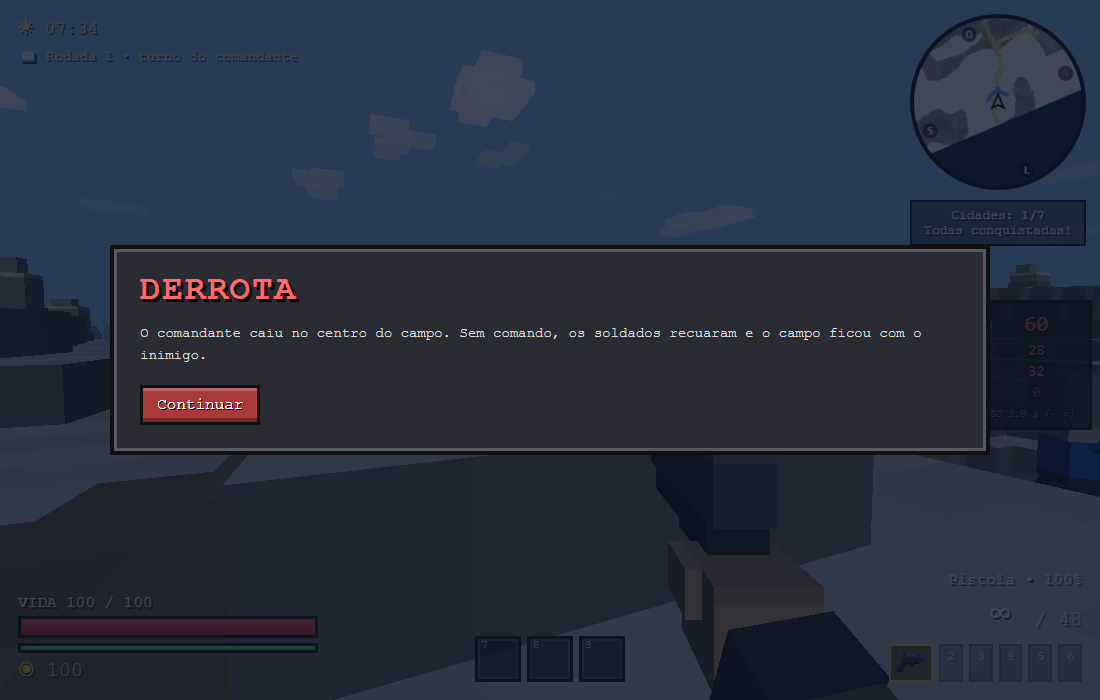 07:34
Rodada 1 • turno do comandante
O
N
S
L
Cidades: 1/7
Todas conquistadas!
DERROTA
O comandante caiu no centro do campo. Sem comando, os soldados recuaram e o campo ficou com o
inimigo.
Continuar
60
28
32
0
3.0 s
VIDA 100 / 100
100
7
8
9
Pistola • 100%
∞ / 48
2
3
4
5
6